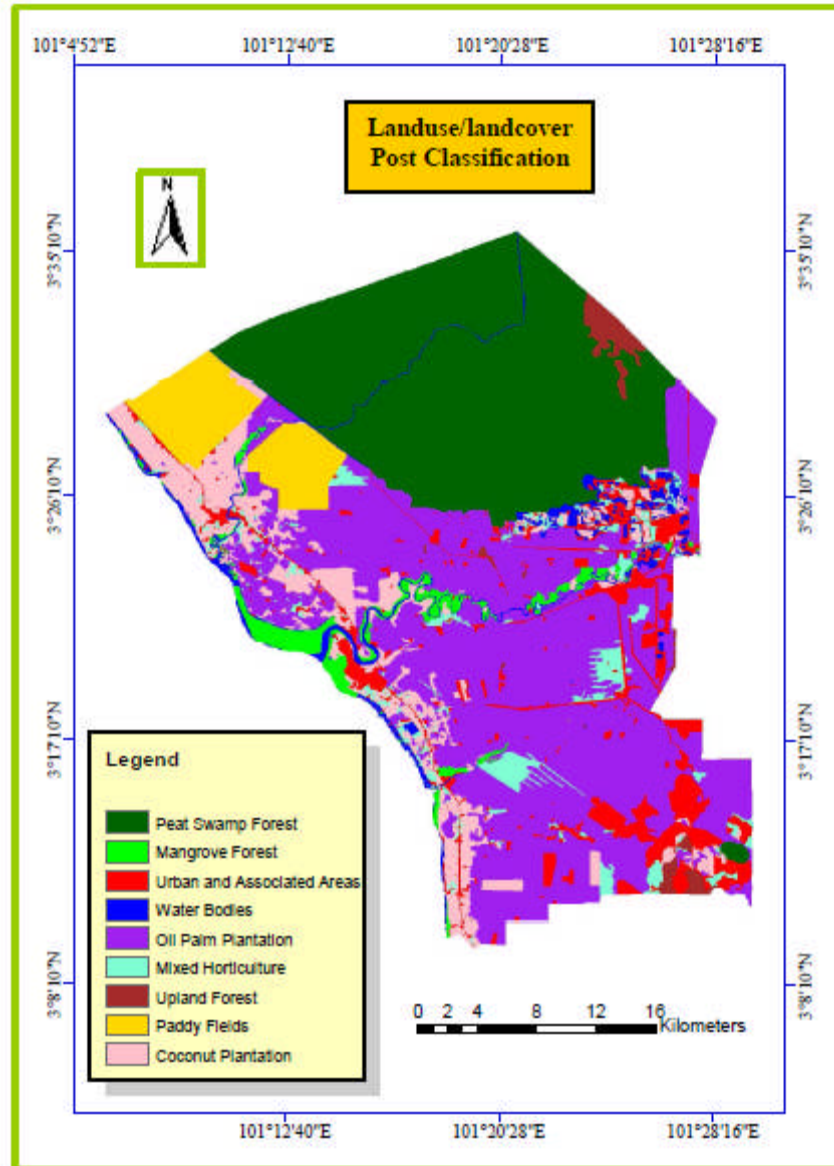 101°4'52"E 101°12'40"E 101°20'28"E 101°28'16"E
Landuse/landcover
Post Classification
N
3°35'10"N 3°35'10"N
3°26'10"N 3°26'10"N
3°17'10"N 3°17'10"N
Legend
Peat Swamp Forest
Mangrove Forest
Urban and Associated Areas
Water Bodies
Oil Palm Plantation
Mixed Horticulture
Upland Forest
Paddy Fields
Coconut Plantation
3°8'10"N 3°8'10"N
0 2 4 8 12 16
Kilometers
101°12'40"E 101°20'28"E 101°28'16"E